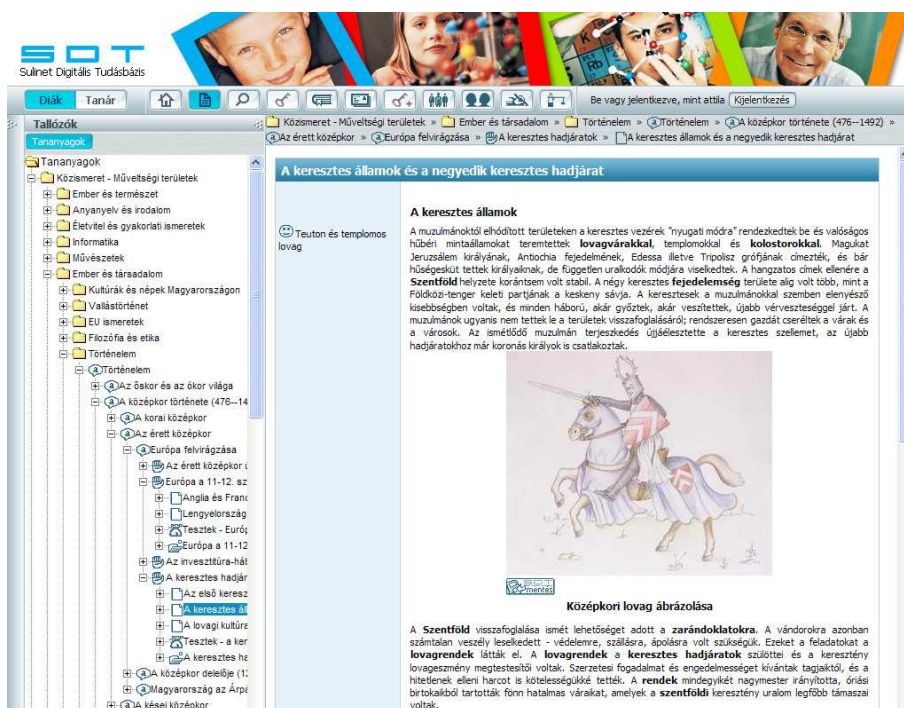 SDT
Sulinet Digitális Tudásbázis
Diák Tanár
Be vagy jelentkezve, mint attila Kijelentkezés
Tallózók
Tananyagok
Tananyagok
Közismeret - Műveltségi területek
Ember és természet
Anyanyelv és irodalom
Életvitel és gyakorlati ismeretek
Informatika
Művészetek
Ember és társadalom
Kultúrák és népek Magyarországon
Vallástörténet
EU ismeretek
Filozófia és etika
Történelem
Történelem
Az őskor és az ókor világa
A középkor története (476--14
A korai középkor
Az érett középkor
Európa felvirágzása
Az érett középkor
Európa a 11-12. sz
Anglia és Franc
Lengyelország
Tesztek - Európ
Európa a 11-12
Az invesztitúra-háb
A keresztes hadjár
Az első keresz
A keresztes ál
A lovagi kultúra
Tesztek - a ker
A keresztes ha
A középkor delelője (12
Magyarország az Árpá
A kései középkor
Közismeret - Műveltségi területek » Ember és társadalom » Történelem » Történelem » A középkor története (476--1492) »
Az érett középkor » Európa felvirágzása » A keresztes hadjáratok » A keresztes államok és a negyedik keresztes hadjárat
A keresztes államok és a negyedik keresztes hadjárat
Teuton és templomos
lovag
A keresztes államok
A muzulmánoktól elhódított területeken a keresztes vezérek "nyugati módra" rendezkedtek be és valóságos
hűbéri mintaállamokat teremtettek lovagvárakkal, templomokkal és kolostorokkal. Magukat
Jeruzsálem királyának, Antiochia fejedelmének, Edessa illetve Tripolisz grófjának címezték, és bár
hűségesküt tettek királyaiknak, de független uralkodók módjára viselkedtek. A hangzatos címek ellenére a
Szentföld helyzete korántsem volt stabil. A négy keresztes fejedelemség területe alig volt több, mint a
Földközi-tenger keleti partjának a keskeny sávja. A keresztesek a muzulmánokkal szemben elenyésző
kisebbségben voltak, és minden háború, akár győztek, akár veszítettek, újabb vérveszteséggel járt. A
muzulmánok ugyanis nem tettek le a területek visszafoglalásáról; rendszeresen gazdát cseréltek a várak és
a városok. Az ismétlődő muzulmán terjeszkedés újjáélesztette a keresztes szellemet, az újabb
hadjáratokhoz már koronás királyok is csatlakoztak.
SDT
mentes
Középkori lovag ábrázolása
A Szentföld visszafoglalása ismét lehetőséget adott a zarándoklatokra. A vándorokra azonban
számtalan veszély leselkedett - védelemre, szállásra, ápolásra volt szükségük. Ezeket a feladatokat a
lovagrendek látták el. A lovagrendek a keresztes hadjáratok szülöttei és a keresztény
lovageszmény megtestesítői voltak. Szerzetesi fogadalmat és engedelmességet kívántak tagjaiktól, és a
hitetlenek elleni harcot is kötelességükké tették. A rendek mindegyikét nagymester irányította, óriási
birtokaikból tartották fönn hatalmas váraikat, amelyek a szentföldi keresztény uralom legfőbb támaszai
voltak.